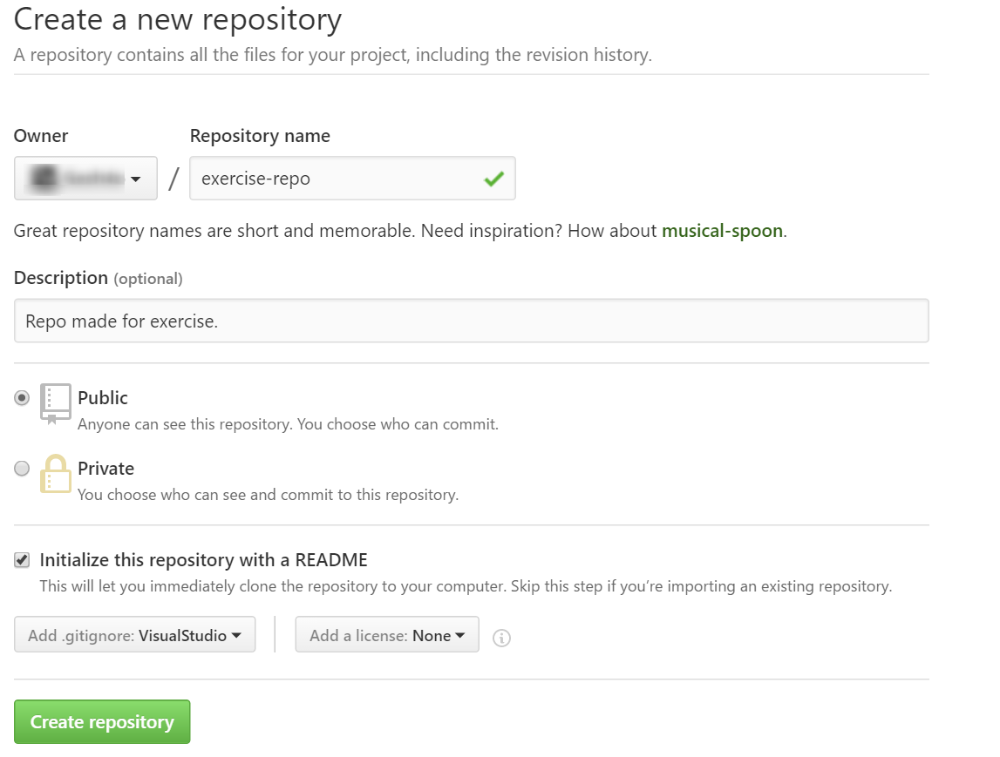 Create a new repository
A repository contains all the files for your project, including the revision history.
Owner
Repository name
/
exercise-repo
Great repository names are short and memorable. Need inspiration? How about musical-spoon.
Description (optional)
Repo made for exercise.
Public
Anyone can see this repository. You choose who can commit.
Private
You choose who can see and commit to this repository.
Initialize this repository with a README
This will let you immediately clone the repository to your computer. Skip this step if you’re importing an existing repository.
Add .gitignore: VisualStudio
Add a license: None
Create repository